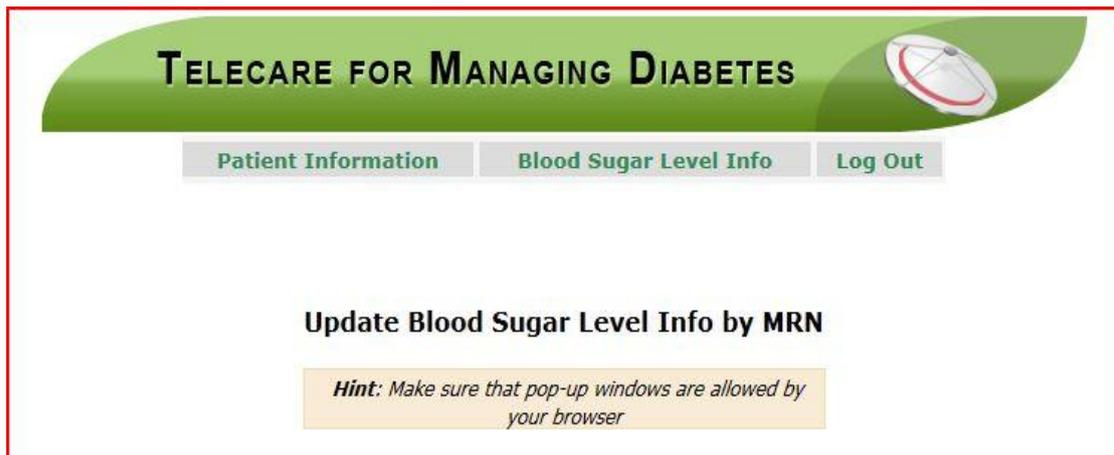 TELECARE FOR MANAGING DIABETES
Patient Information Blood Sugar Level Info Log Out
Update Blood Sugar Level Info by MRN
Hint: Make sure that pop-up windows are allowed by
your browser